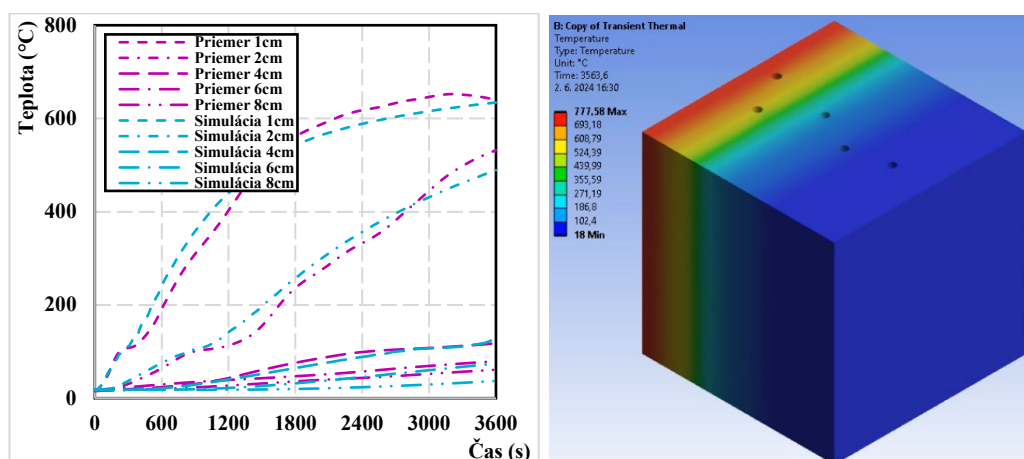 800
600
400
200
0
Teplota (°C)
Priemer 1cm
Priemer 2cm
Priemer 4cm
Priemer 6cm
Priemer 8cm
Simulácia 1cm
Simulácia 2cm
Simulácia 4cm
Simulácia 6cm
Simulácia 8cm
0 600 1200 1800 2400 3000 3600
Čas (s)
B: Copy of Transient Thermal
Temperature
Type: Temperature
Unit: °C
Time: 3563,6
2. 6. 2024 16:30
777,58 Max
693,18
608,79
524,39
439,99
355,59
271,19
186,8
102,4
18 Min